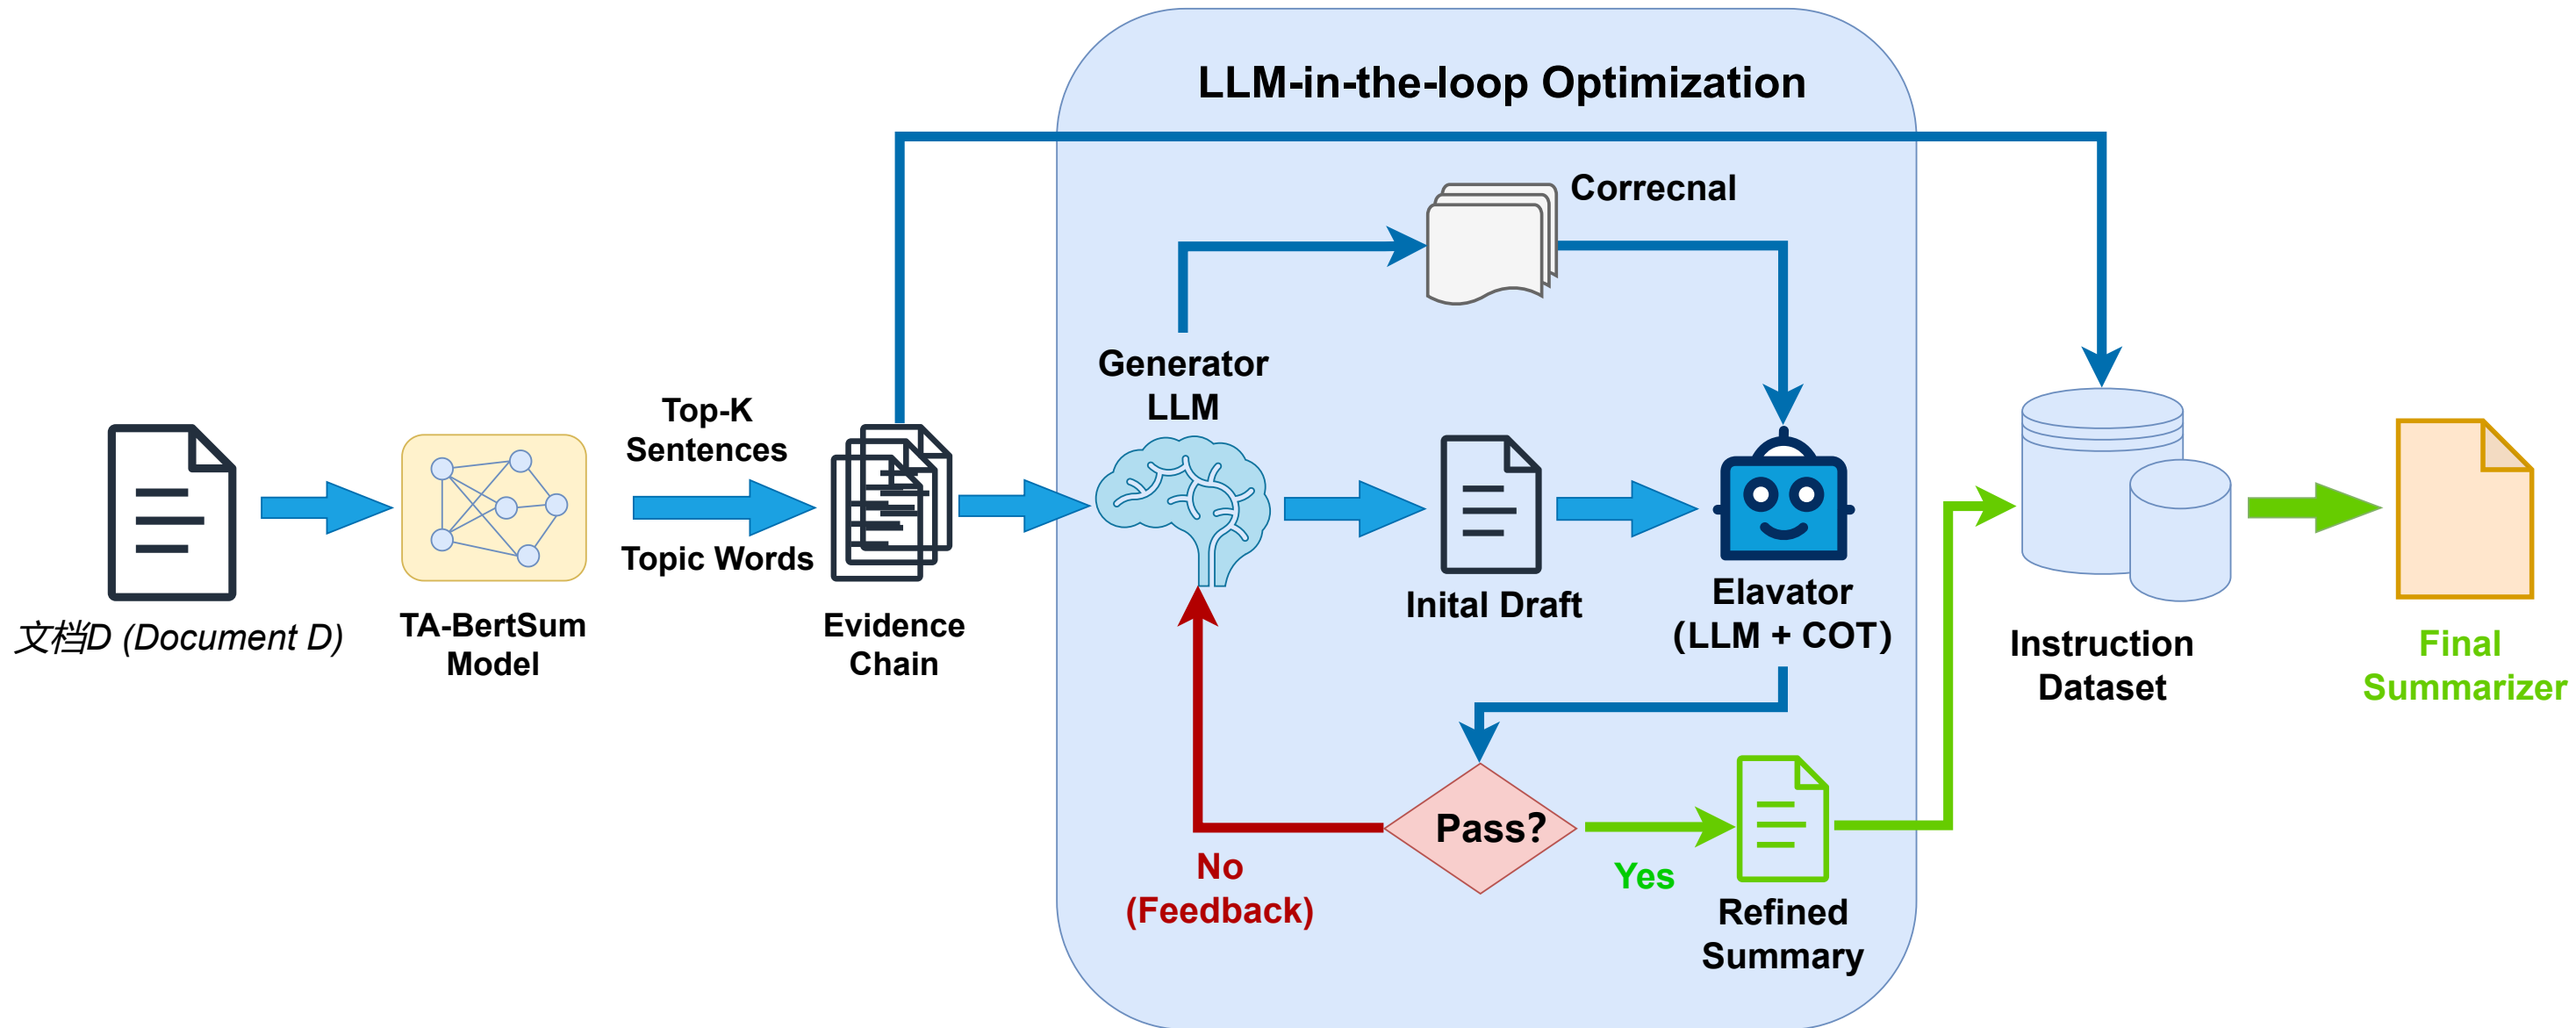 LLM-in-the-loop Optimization
Correcnal
Generator
LLM
Top-K
Sentences
Topic Words
文档D (Document D)
TA-BertSum
Model
Evidence
Chain
Inital Draft
Elavator
(LLM + COT)
Instruction
Dataset
Final
Summarizer
Pass?
No
(Feedback)
Yes
Refined
Summary